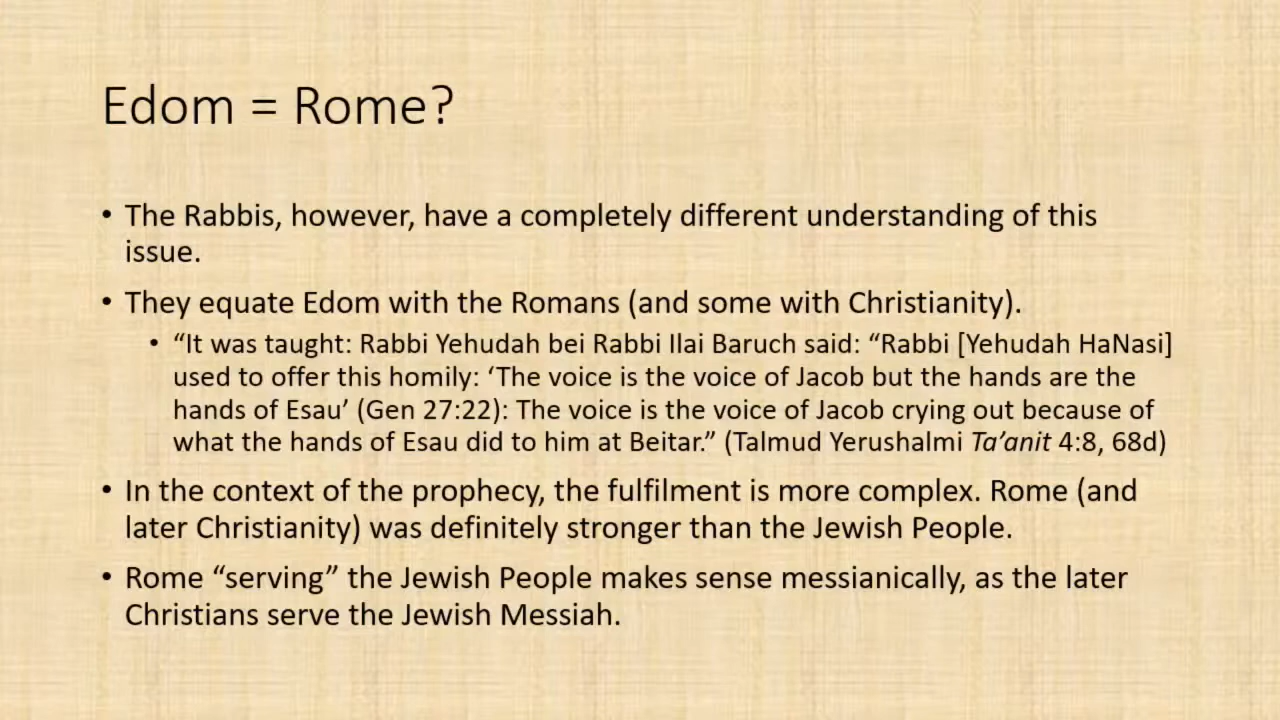 Edom = Rome?
• The Rabbis, however, have a completely different understanding of this
issue.
• They equate Edom with the Romans (and some with Christianity).
• “It was taught: Rabbi Yehudah bei Rabbi Ilai Baruch said: “Rabbi [Yehudah HaNasi]
used to offer this homily: ‘The voice is the voice of Jacob but the hands are the
hands of Esau’ (Gen 27:22): The voice is the voice of Jacob crying out because of
what the hands of Esau did to him at Beitar.” (Talmud Yerushalmi Ta’anit 4:8, 68d)
• In the context of the prophecy, the fulfilment is more complex. Rome (and
later Christianity) was definitely stronger than the Jewish People.
• Rome “serving” the Jewish People makes sense messianically, as the later
Christians serve the Jewish Messiah.